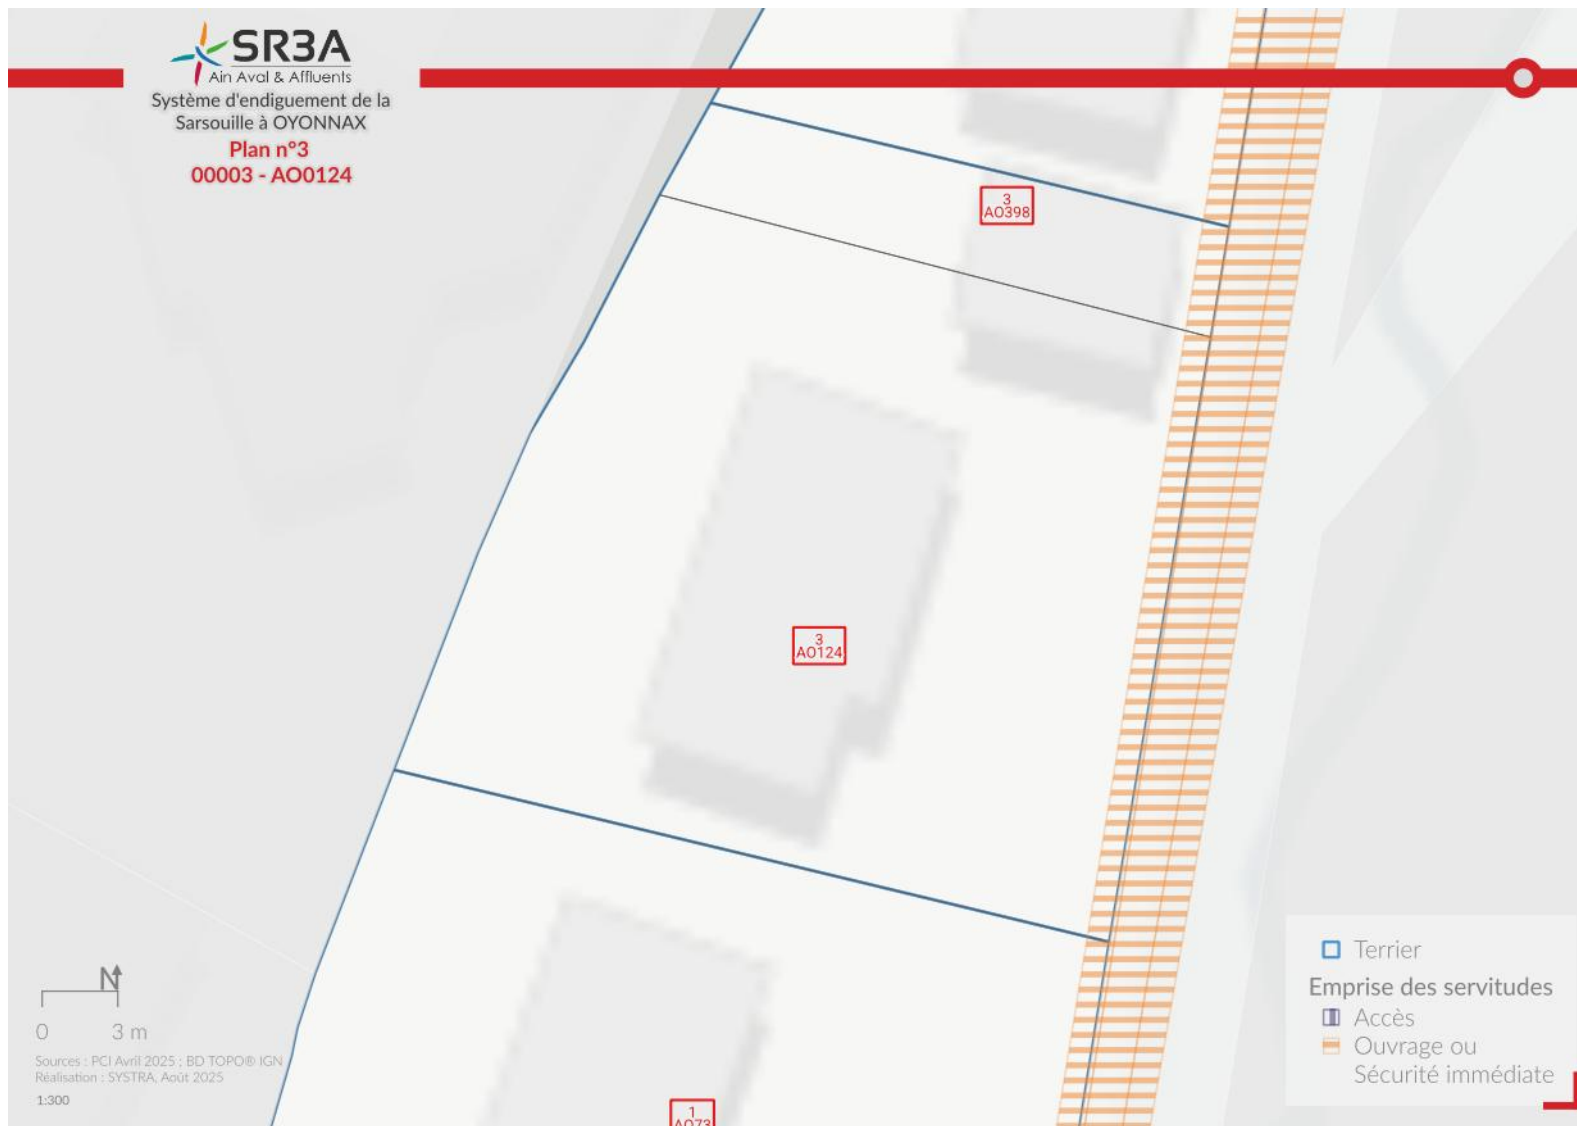 SR3A
Ain Aval & Affluents
Système d'endiguement de la
Sarsouille à OYONNAX
Plan n°3
00003 - AO0124
3
AO398
3
AO124
1
AO73
N
0 3 m
Sources : PCI Avril 2025 ; BD TOPO® IGN
Réalisation : SYSTRA, Août 2025
1:300
Terrier
Emprise des servitudes
Accès
Ouvrage ou
Sécurité immédiate